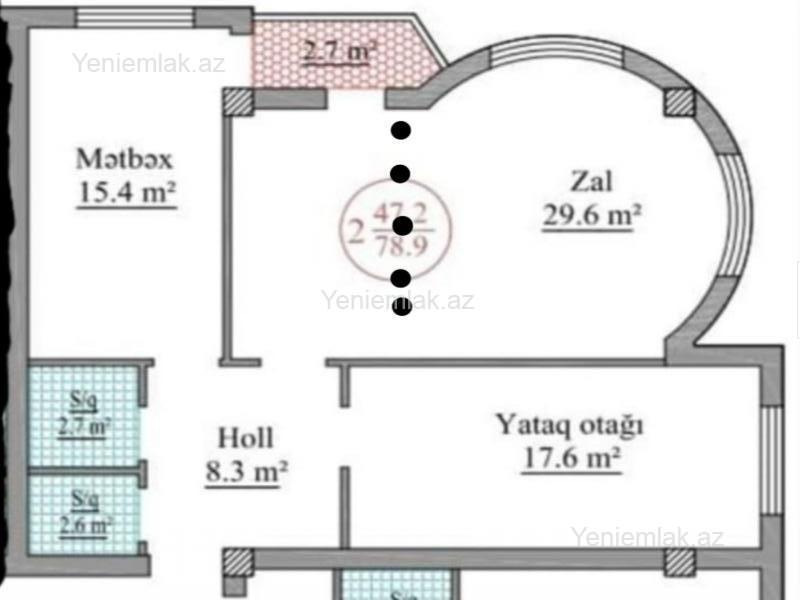 Yeniemlak.az
2.7 m²
Mətbəx
15.4 m²
Zal
29.6 m²
2 47.2
78.9
Yeniemlak.az
S/q
2.7 m²
Holl
8.3 m²
Yataq otağı
17.6 m²
S/q
2.6 m²
Yeniemlak.az
S/q